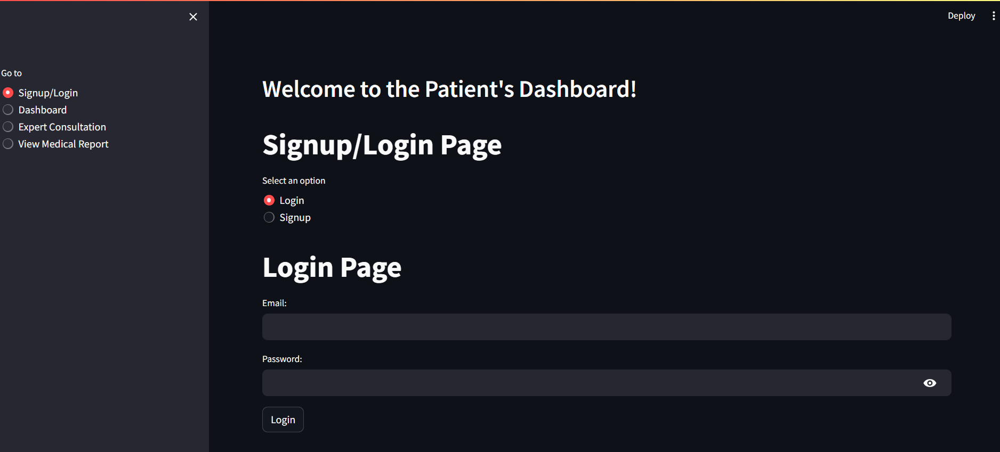 Deploy
Go to
Signup/Login
Dashboard
Expert Consultation
View Medical Report
Welcome to the Patient's Dashboard!
Signup/Login Page
Select an option
Login
Signup
Login Page
Email:
Password:
Login